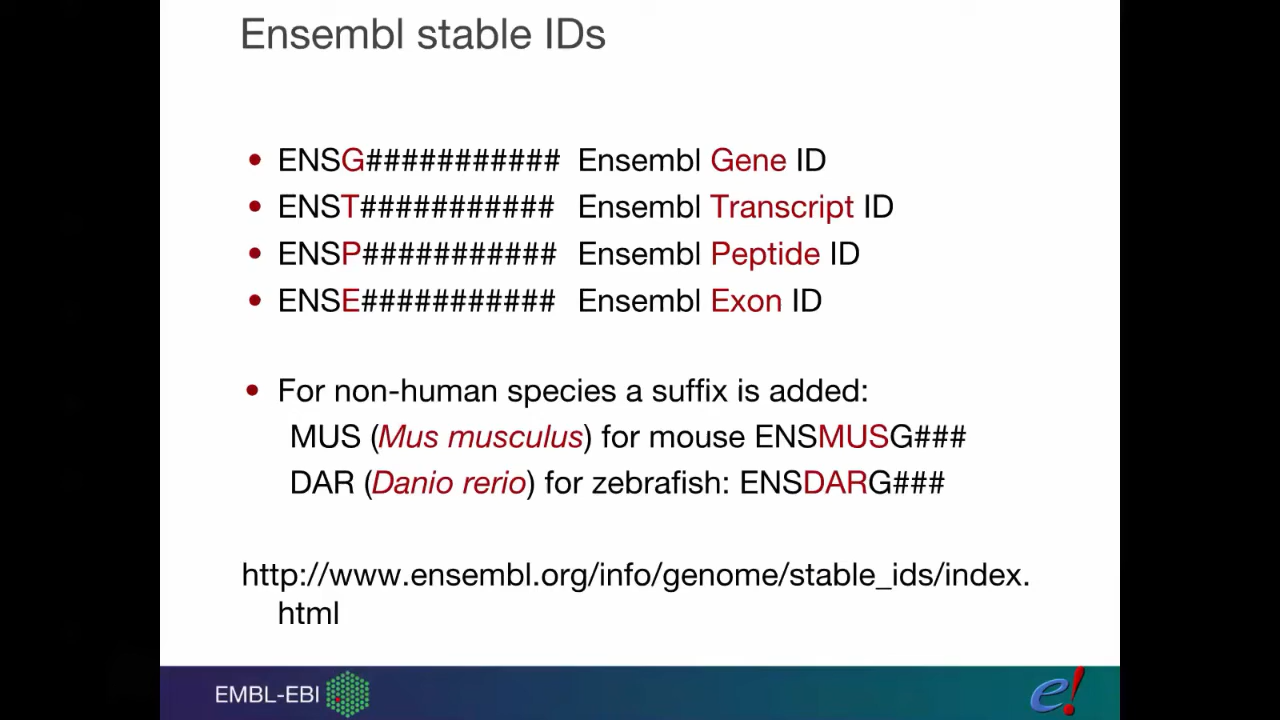 Ensembl stable IDs
• ENSG########### Ensembl Gene ID
• ENST########### Ensembl Transcript ID
• ENSP########### Ensembl Peptide ID
• ENSE########### Ensembl Exon ID
• For non-human species a suffix is added:
MUS (Mus musculus) for mouse ENSMUSG###
DAR (Danio rerio) for zebrafish: ENSDARG###
http://www.ensembl.org/info/genome/stable_ids/index.
html
EMBL-EBI
e!